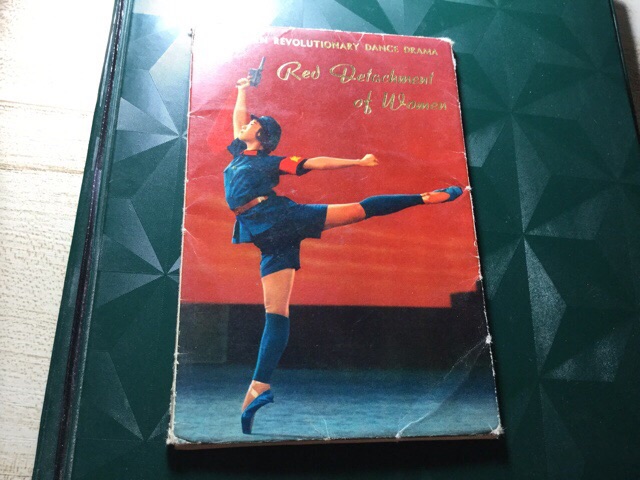 REVOLUTIONARY DANCE DRAMA
Red Detachment
of Women